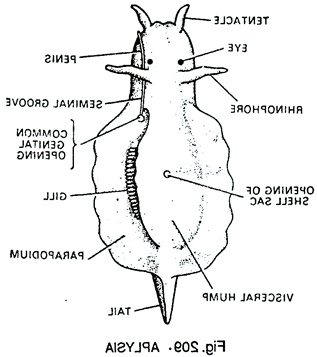 TENTACLE
EYE
PENIS
RHINOPHORE
SEMINAL GROOVE
COMMON
GENITAL
OPENING
OPENING OF
SHELL SAC
GILL
PARAPODIUM
VISCERAL HUMP
TAIL
Fig. 209. APLYSIA